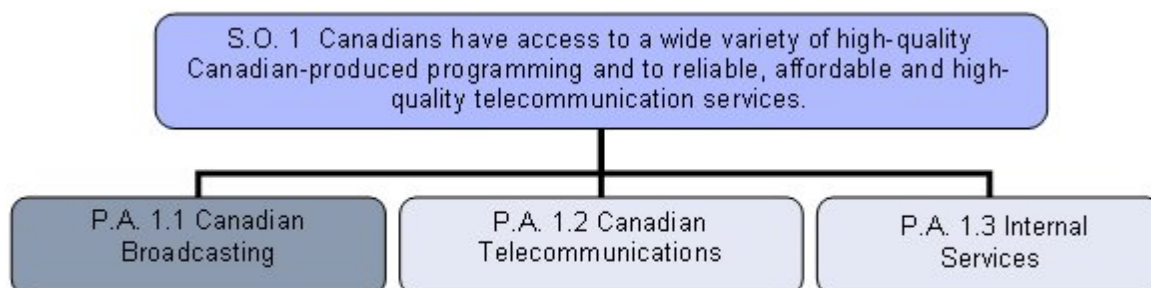 S.O. 1  Canadians have access to a wide variety of high-quality
Canadian-produced programming and to reliable, affordable and high-
quality telecommunication services.
P.A. 1.1 Canadian
Broadcasting
P.A. 1.2 Canadian
Telecommunications
P.A. 1.3 Internal
Services